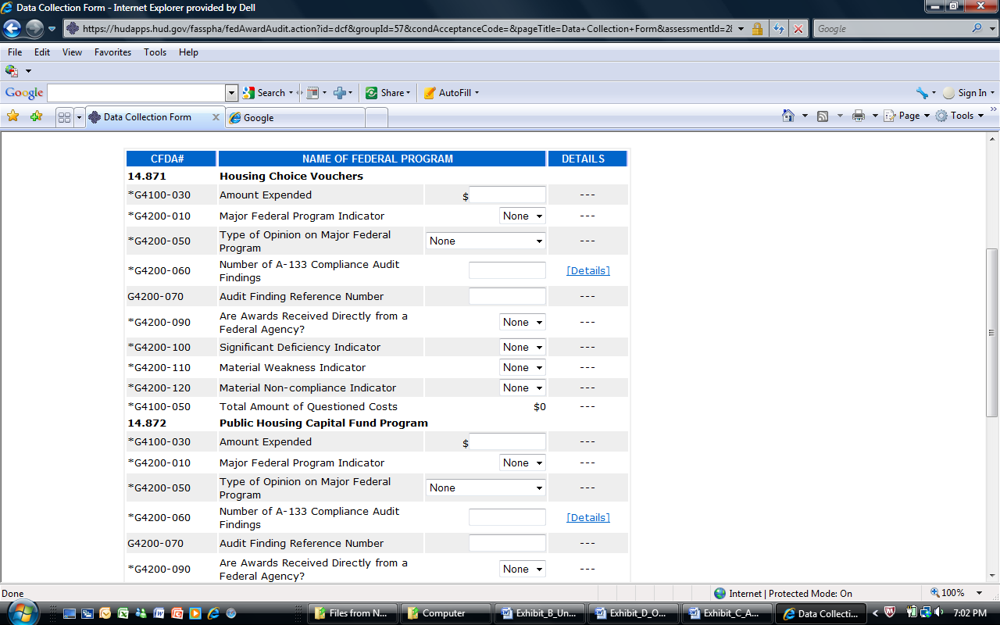 Data Collection Form - Internet Explorer provided by Dell
https://hudapps.hud.gov/fasspha/fedAwardAudit.action?id=dcf&groupId=57&condAcceptanceCode=&pageTitle=Data+Collection+Form&assessmentId=28
Google
File Edit View Favorites Tools Help
Google Search Share AutoFill Sign In
Data Collection Form Google Page Tools
CFDA# NAME OF FEDERAL PROGRAM DETAILS
14.871 Housing Choice Vouchers
*G4100-030 Amount Expended $ ---
*G4200-010 Major Federal Program Indicator None ---
*G4200-050 Type of Opinion on Major Federal
Program None ---
*G4200-060 Number of A-133 Compliance Audit
Findings [Details]
G4200-070 Audit Finding Reference Number ---
*G4200-090 Are Awards Received Directly from a
Federal Agency? None ---
*G4200-100 Significant Deficiency Indicator None ---
*G4200-110 Material Weakness Indicator None ---
*G4200-120 Material Non-compliance Indicator None ---
*G4100-050 Total Amount of Questioned Costs $0 ---
14.872 Public Housing Capital Fund Program
*G4100-030 Amount Expended $ ---
*G4200-010 Major Federal Program Indicator None ---
*G4200-050 Type of Opinion on Major Federal
Program None ---
*G4200-060 Number of A-133 Compliance Audit
Findings [Details]
G4200-070 Audit Finding Reference Number ---
*G4200-090 Are Awards Received Directly from a
Federal Agency? None ---
Done Internet | Protected Mode: On 100%
Files from N... Computer Exhibit_B_Un... Exhibit_D_O... Exhibit_C_A... Data Collecti... 7:02 PM